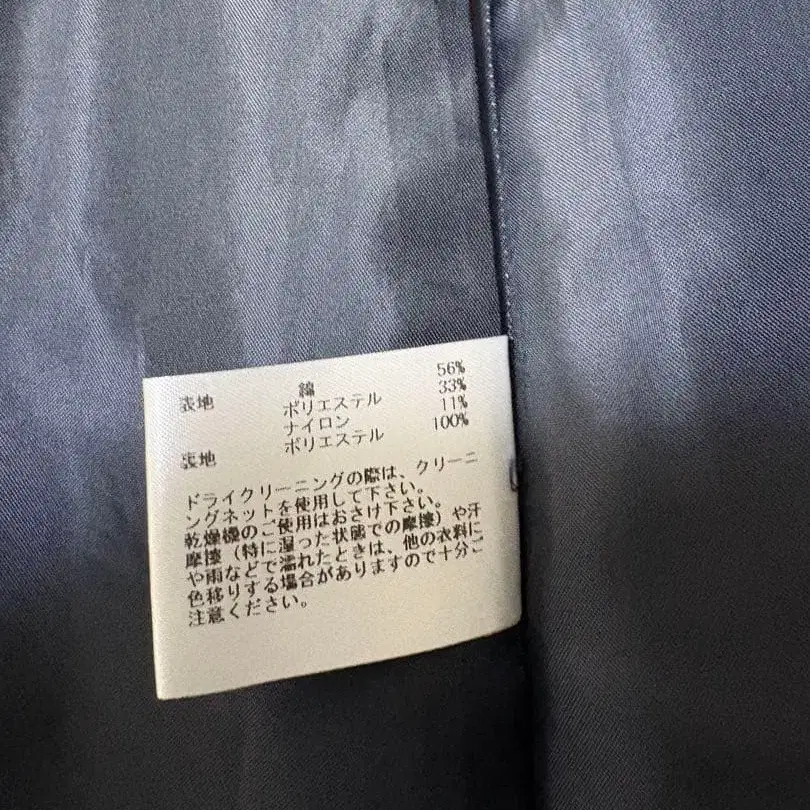 表地 綿 56%
ポリエステル 33%
ナイロン 11%
裏地 ポリエステル 100%
ドライクリーニングの際は、クリーニ
ングネットを使用して下さい。
乾燥機のご使用はおさけ下さい。
摩擦（特に湿った状態での摩擦）や汗
や雨などで濡れたときは、他の衣料に
色移りする場合がありますので十分ご
注意ください。